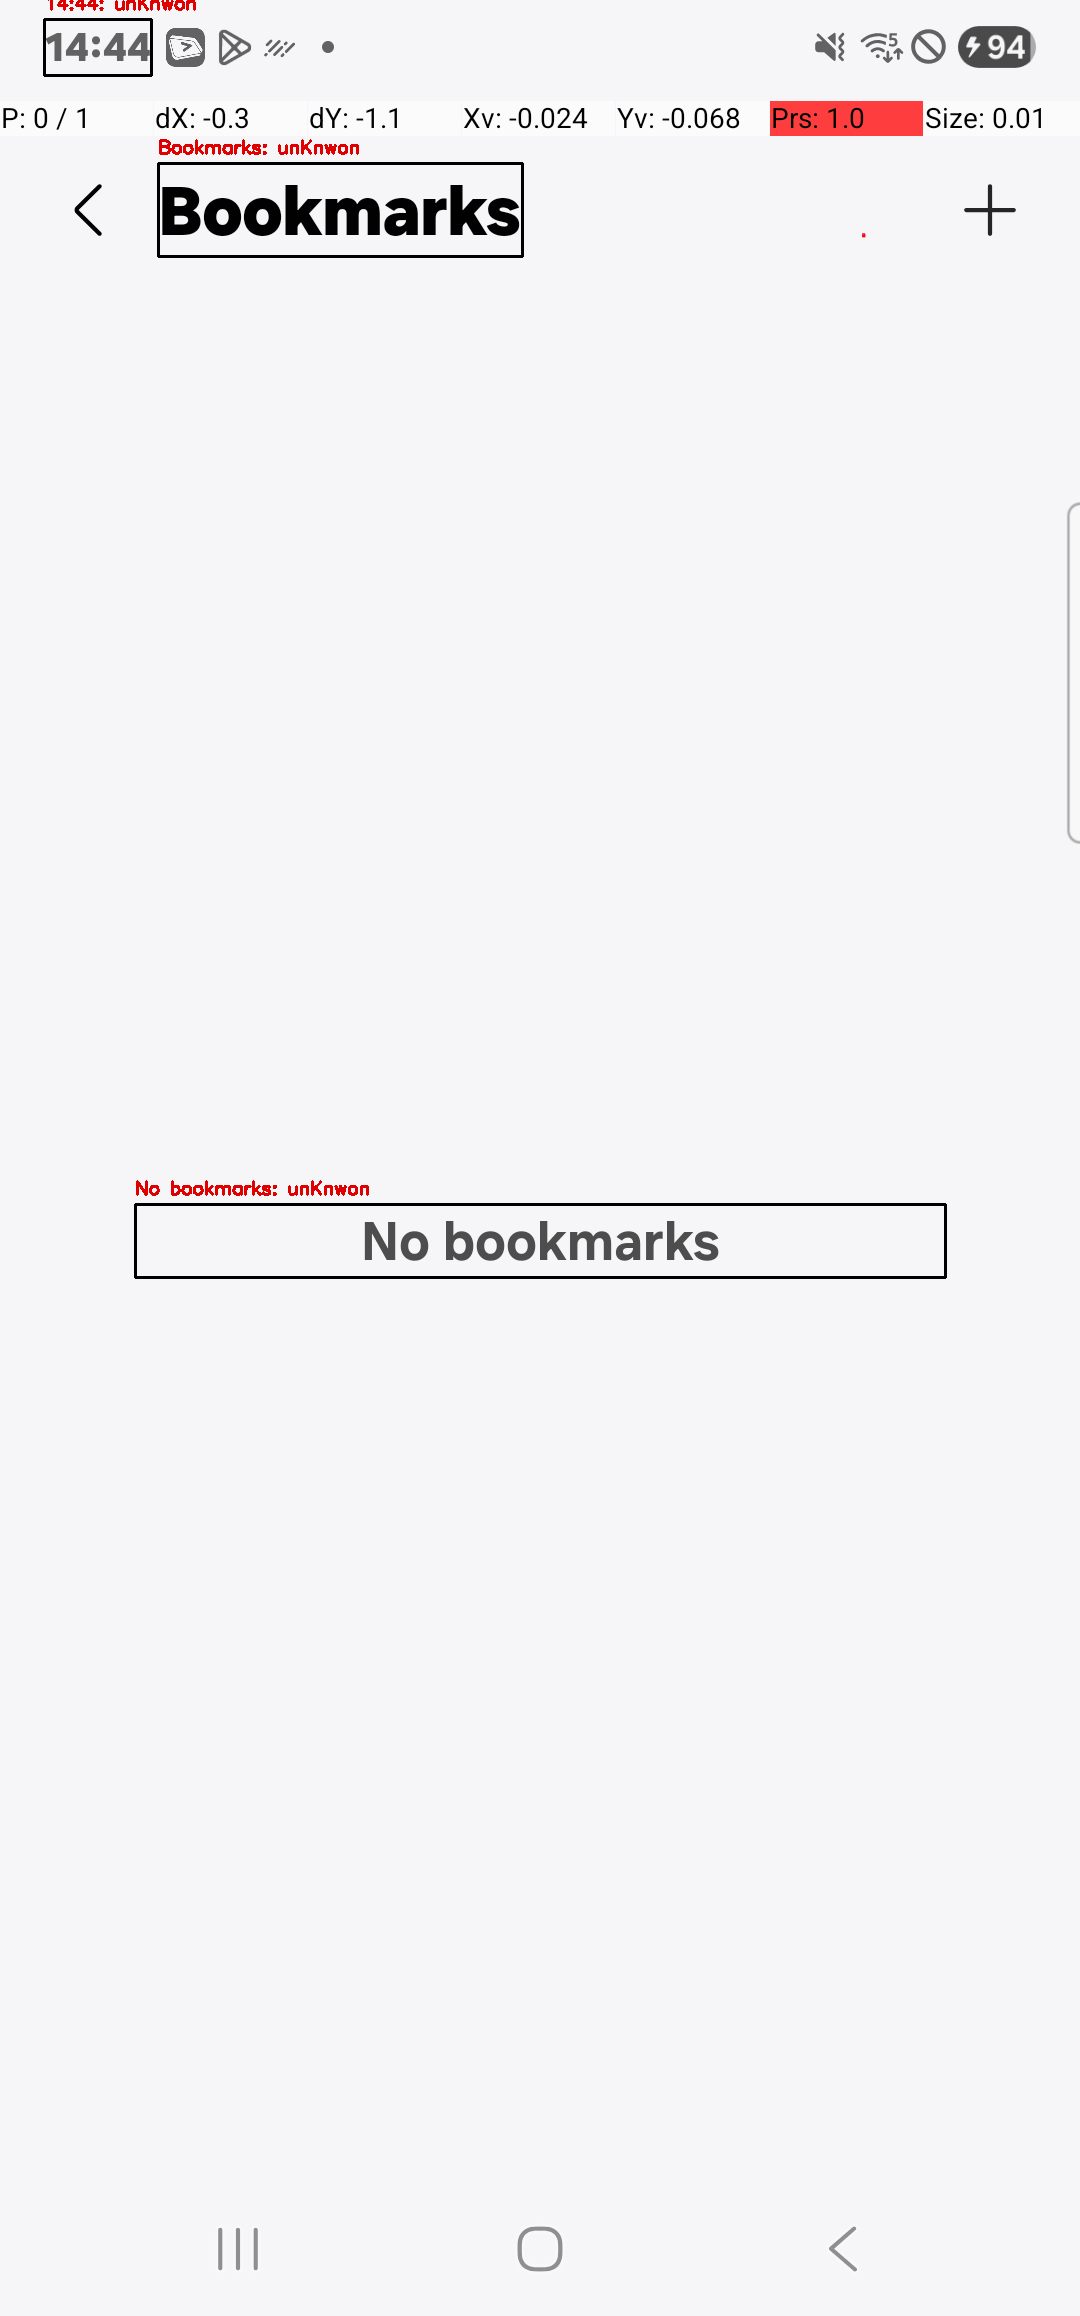 14:44: unKnwon
14:44 5 94
P: 0 / 1 dX: -0.3 dY: -1.1 Xv: -0.024 Yv: -0.068 Prs: 1.0 Size: 0.01
Bookmarks: unKnwon
Bookmarks
No bookmarks: unKnwon
No bookmarks